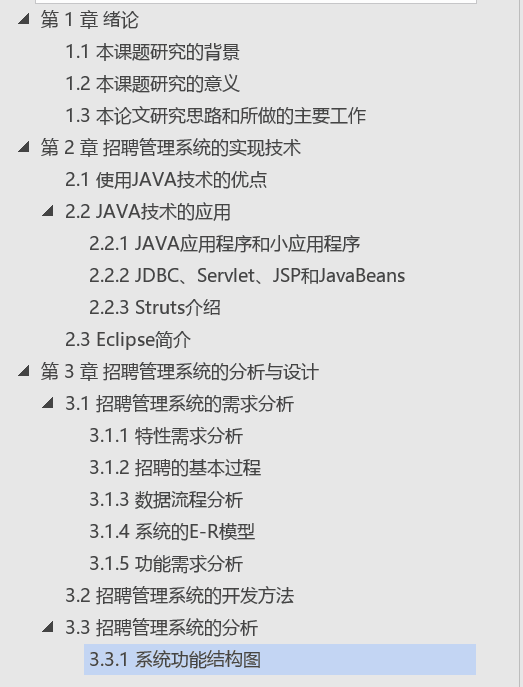 第 1 章 绪论
1.1 本课题研究的背景
1.2 本课题研究的意义
1.3 本论文研究思路和所做的主要工作
第 2 章 招聘管理系统的实现技术
2.1 使用JAVA技术的优点
2.2 JAVA技术的应用
2.2.1 JAVA应用程序和小应用程序
2.2.2 JDBC、Servlet、JSP和JavaBeans
2.2.3 Struts介绍
2.3 Eclipse简介
第 3 章 招聘管理系统的分析与设计
3.1 招聘管理系统的需求分析
3.1.1 特性需求分析
3.1.2 招聘的基本过程
3.1.3 数据流程分析
3.1.4 系统的E-R模型
3.1.5 功能需求分析
3.2 招聘管理系统的开发方法
3.3 招聘管理系统的分析
3.3.1 系统功能结构图